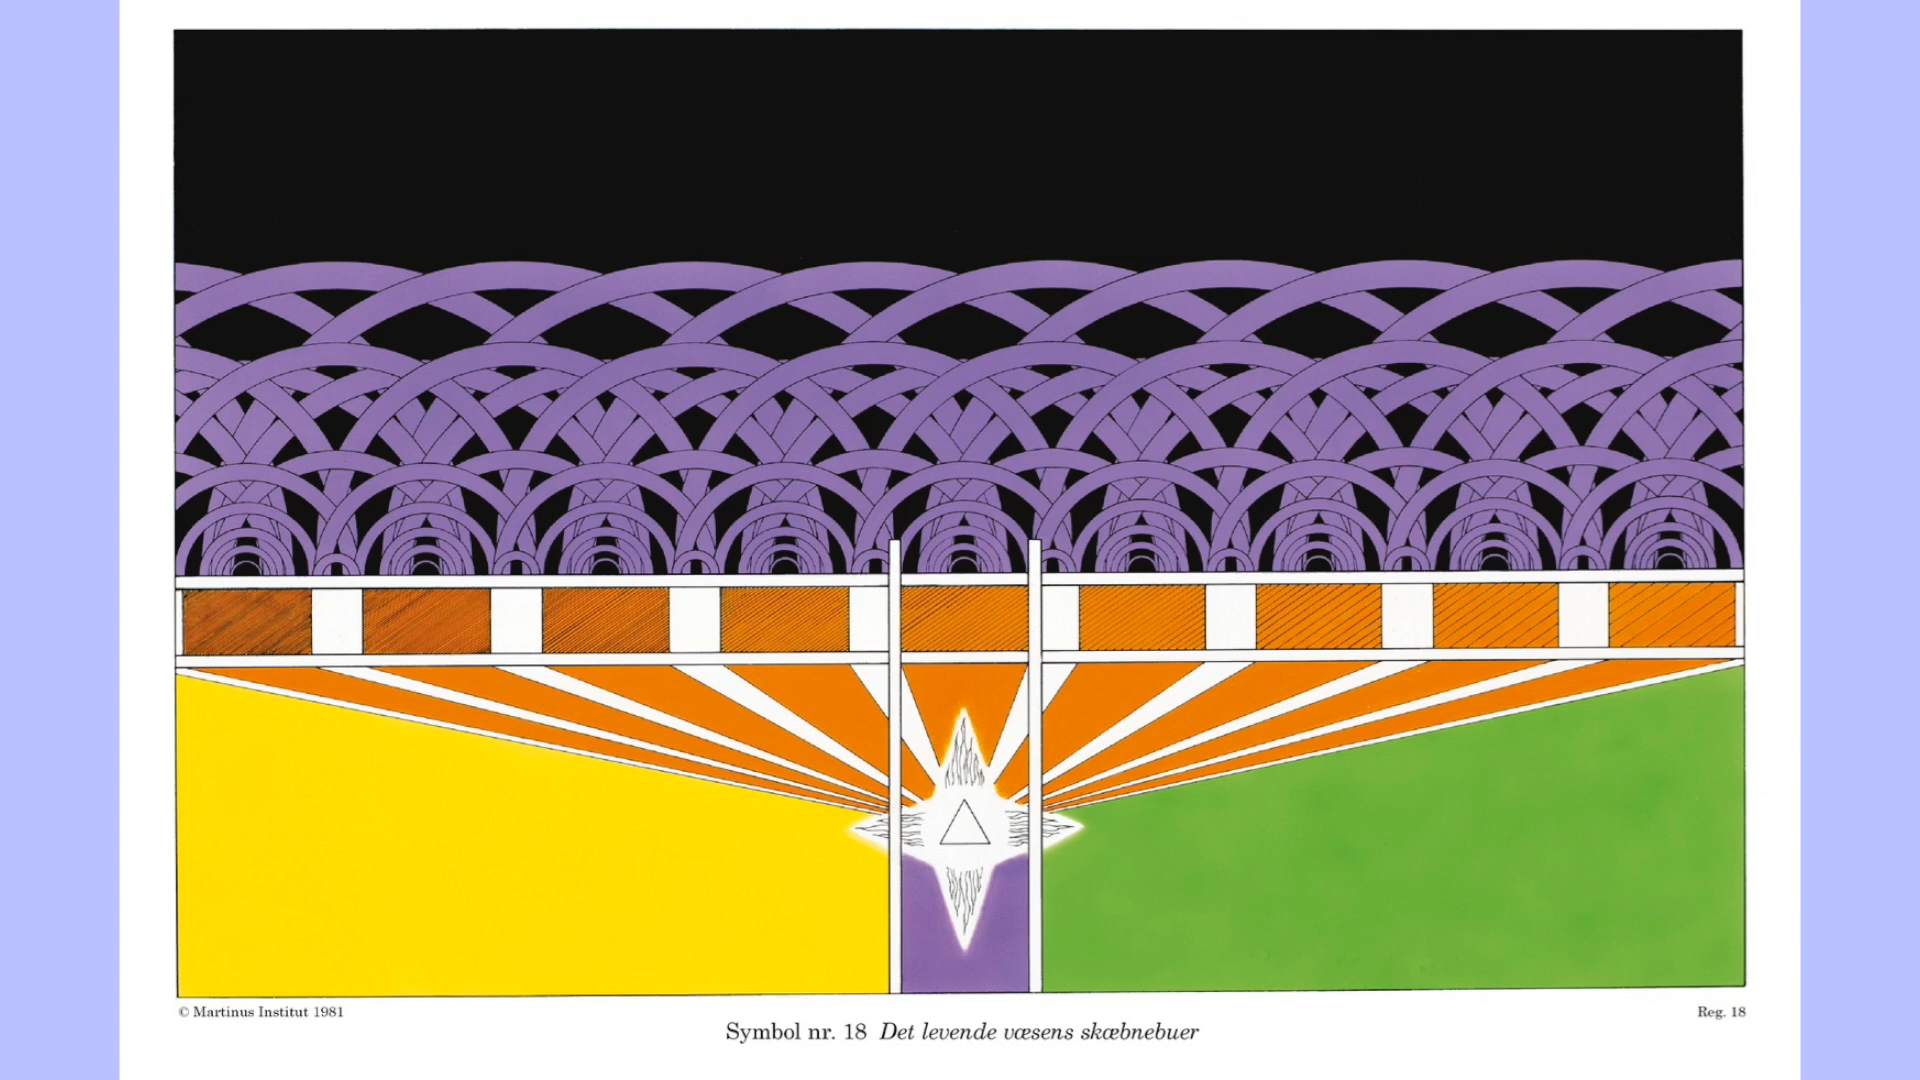 © Martinus Institut 1981
Reg. 18
Symbol nr. 18 Det levende væsens skæbnebuer